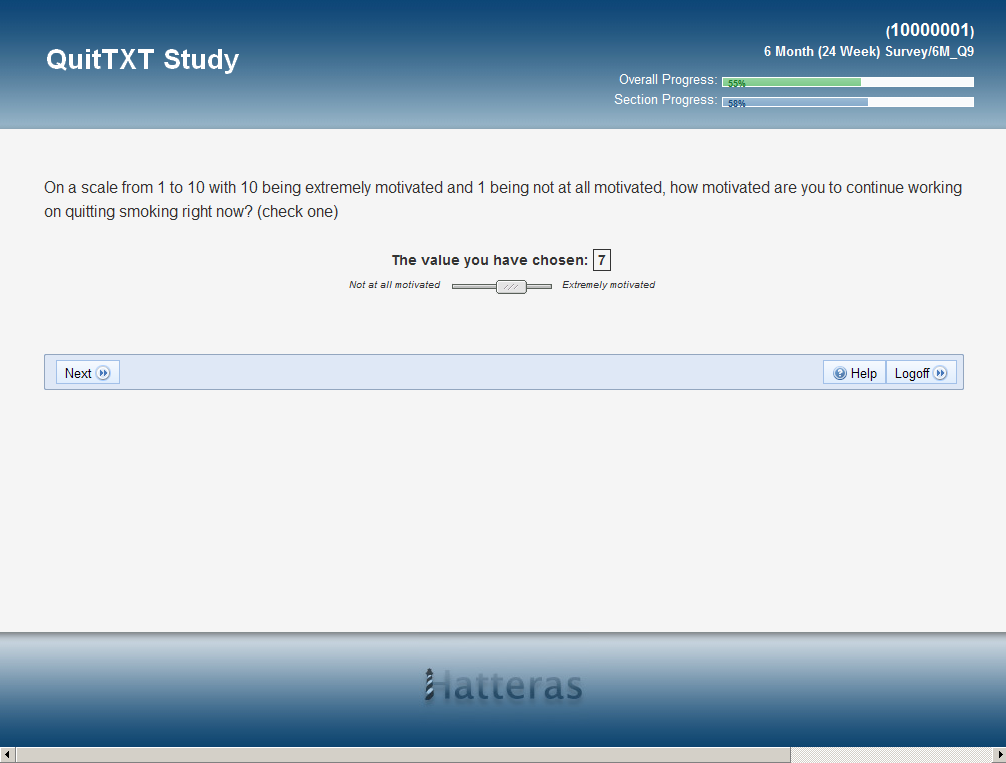 (10000001)
QuitTXT Study
6 Month (24 Week) Survey/6M_Q9
Overall Progress: 55%
Section Progress: 58%
On a scale from 1 to 10 with 10 being extremely motivated and 1 being not at all motivated, how motivated are you to continue working
on quitting smoking right now? (check one)
The value you have chosen: 7
Not at all motivated Extremely motivated
Next Help Logoff
Hatteras